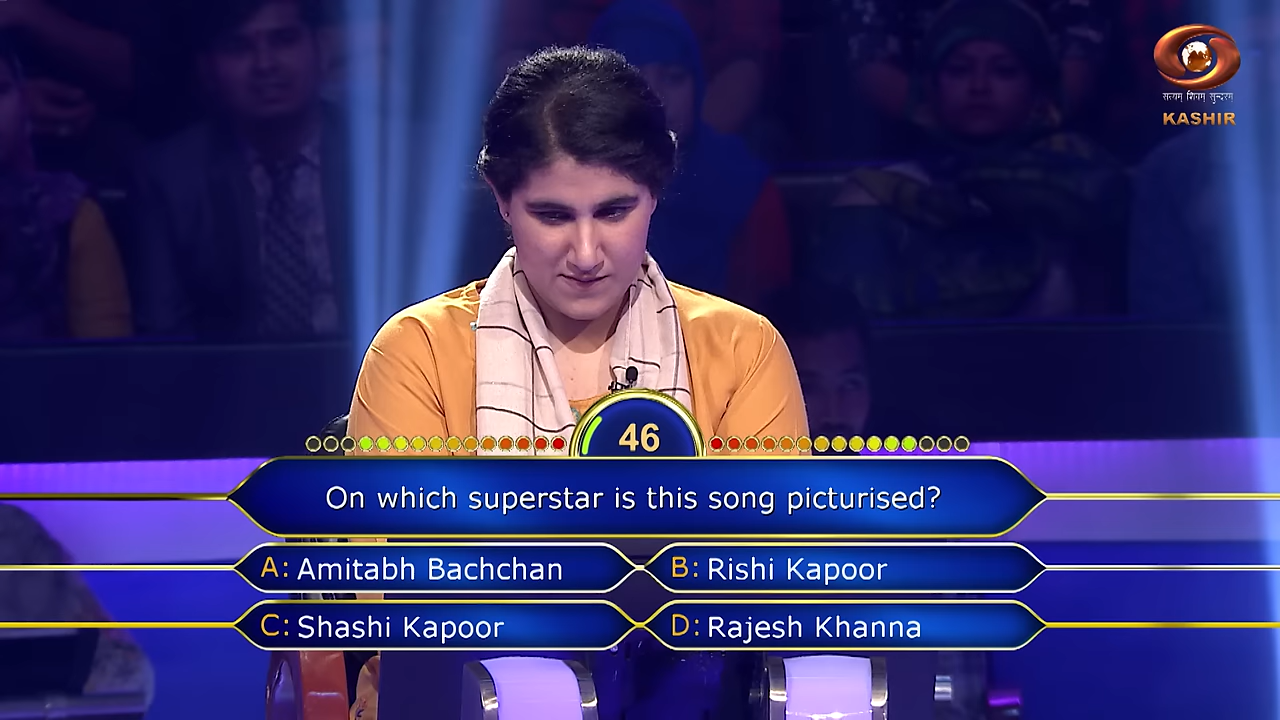 सत्यम् शिवम् सुन्दरम्
KASHIR
46
On which superstar is this song picturised?
A: Amitabh Bachchan
B: Rishi Kapoor
C: Shashi Kapoor
D: Rajesh Khanna